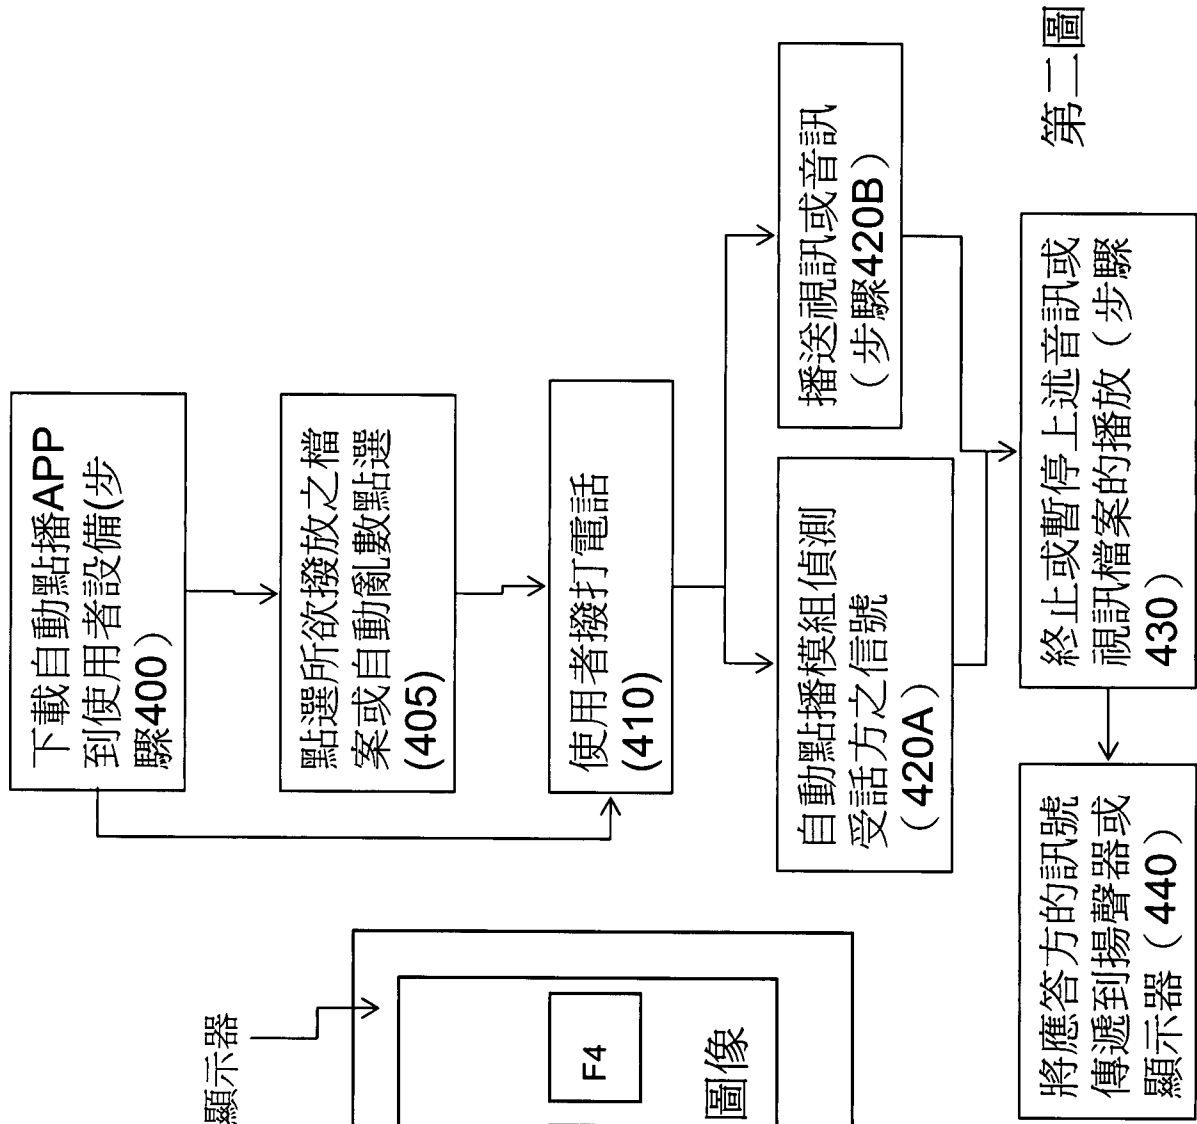 下載自動點播APP
到使用者設備(步
驟400）
點選所欲撥放之檔
案或自動亂數點選
(405)
使用者撥打電話
(410)
自動點播模組偵測
受話方之信號
（420A）
播送視訊或音訊
（步驟420B）
終止或暫停上述音訊或
視訊檔案的播放（步驟
430）
將應答方的訊號
傳遞到揚聲器或
顯示器（440）
第二圖
顯示器
F4
圖像